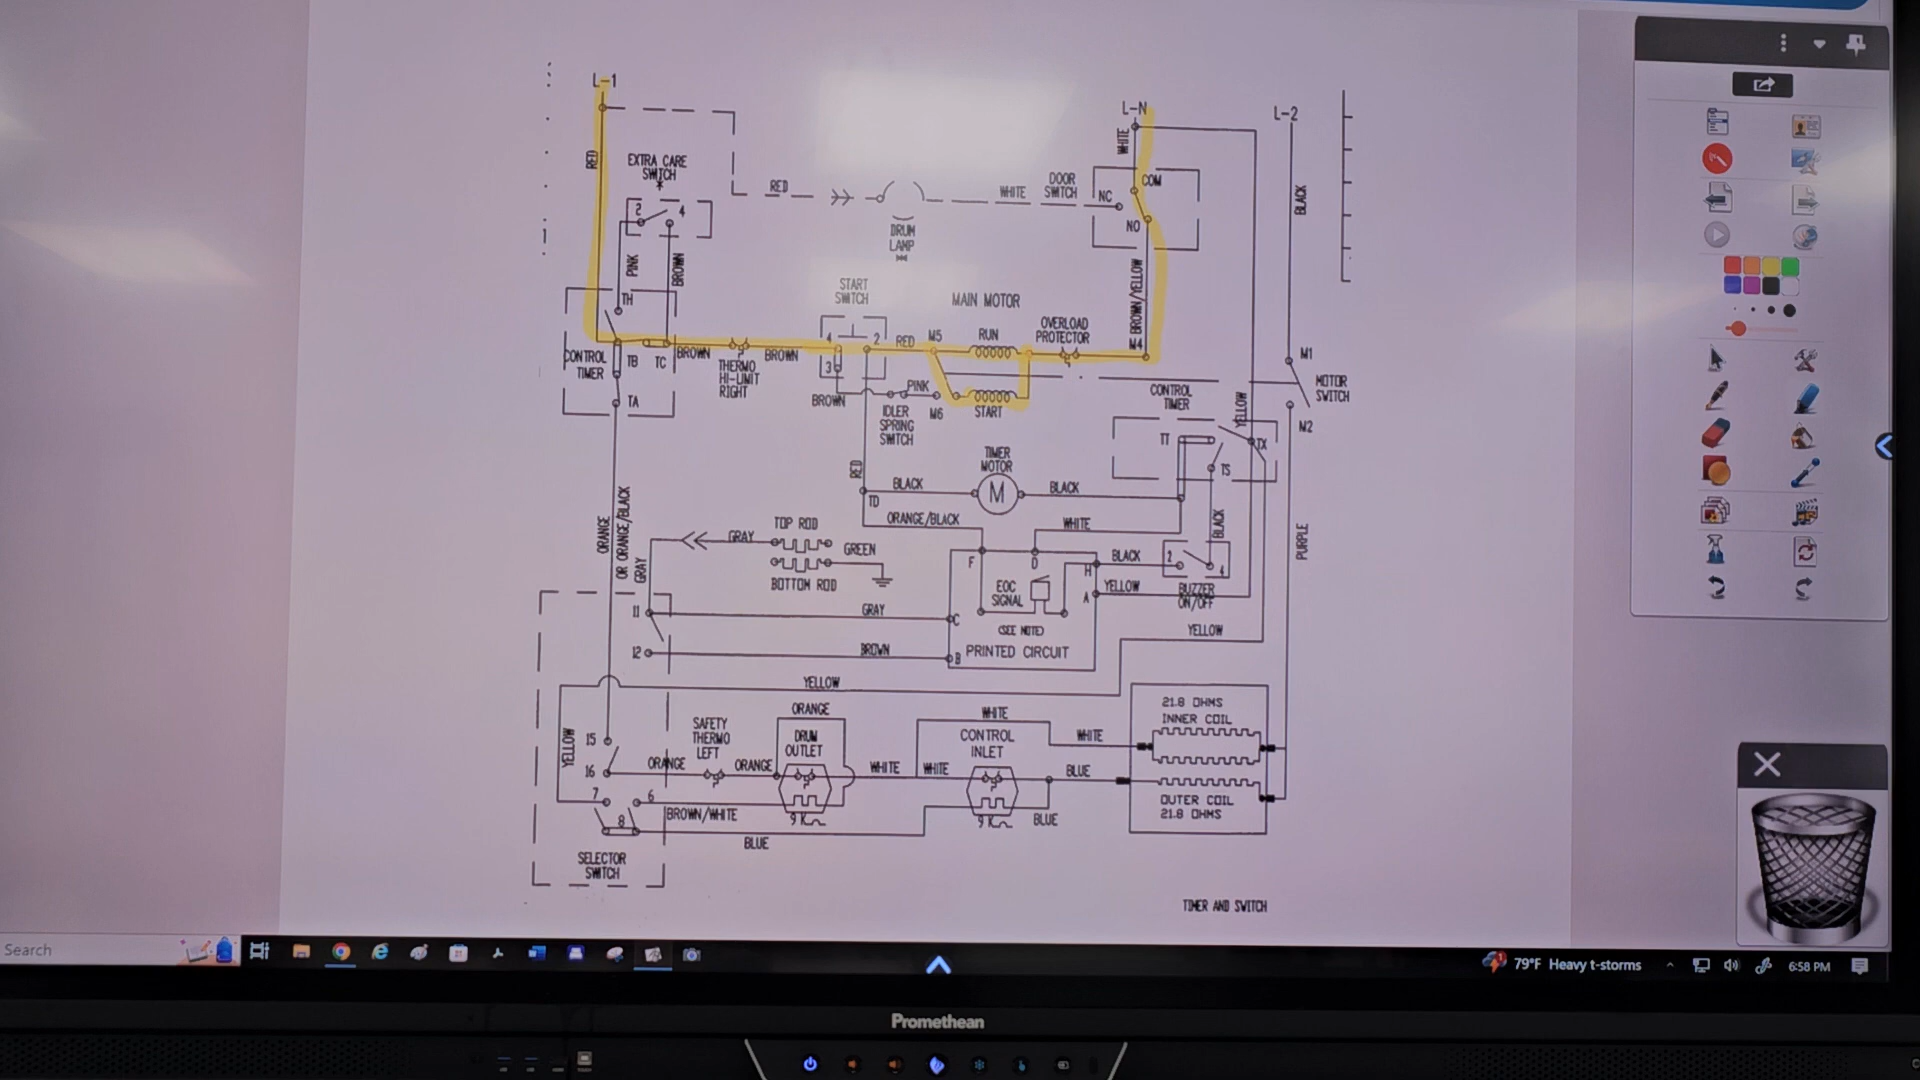 L-1
L-N
L-2
RED
WHITE
EXTRA CARE
SWITCH
*
2
4
PINK
BROWN
RED
WHITE
DOOR
SWITCH
NC
COM
NO
DRUM
LAMP
BLACK
BROWN/YELLOW
TH
START
SWITCH
MAIN MOTOR
4
2
RED
M5
RUN
OVERLOAD
PROTECTOR
M4
CONTROL
TIMER
TB
TC
BROWN
THERMO
HI-LIMIT
RIGHT
BROWN
3
BROWN
PINK
IDLER
SPRING
SWITCH
M6
START
M1
MOTOR
SWITCH
M2
TA
CONTROL
TIMER
YELLOW
TT
TX
TS
RED
TIMER
MOTOR
BLACK
M
BLACK
TD
ORANGE/BLACK
WHITE
BLACK
PURPLE
ORANGE
OR ORANGE/BLACK
GRAY
GRAY
TOP ROD
GREEN
BOTTOM ROD
F
D
H
BLACK
2
4
EOC
SIGNAL
A
YELLOW
BUZZER
ON/OFF
(SEE NOTE)
11
GRAY
C
YELLOW
12
BROWN
B
PRINTED CIRCUIT
YELLOW
ORANGE
WHITE
21.8 OHMS
INNER COIL
YELLOW
15
SAFETY
THERMO
LEFT
DRUM
OUTLET
CONTROL
INLET
WHITE
16
ORANGE
ORANGE
WHITE
WHITE
BLUE
7
6
BROWN/WHITE
9 K
9 K
BLUE
OUTER COIL
21.8 OHMS
8
BLUE
SELECTOR
SWITCH
TIMER AND SWITCH
Search
79°F Heavy t-storms
6:58 PM
Promethean